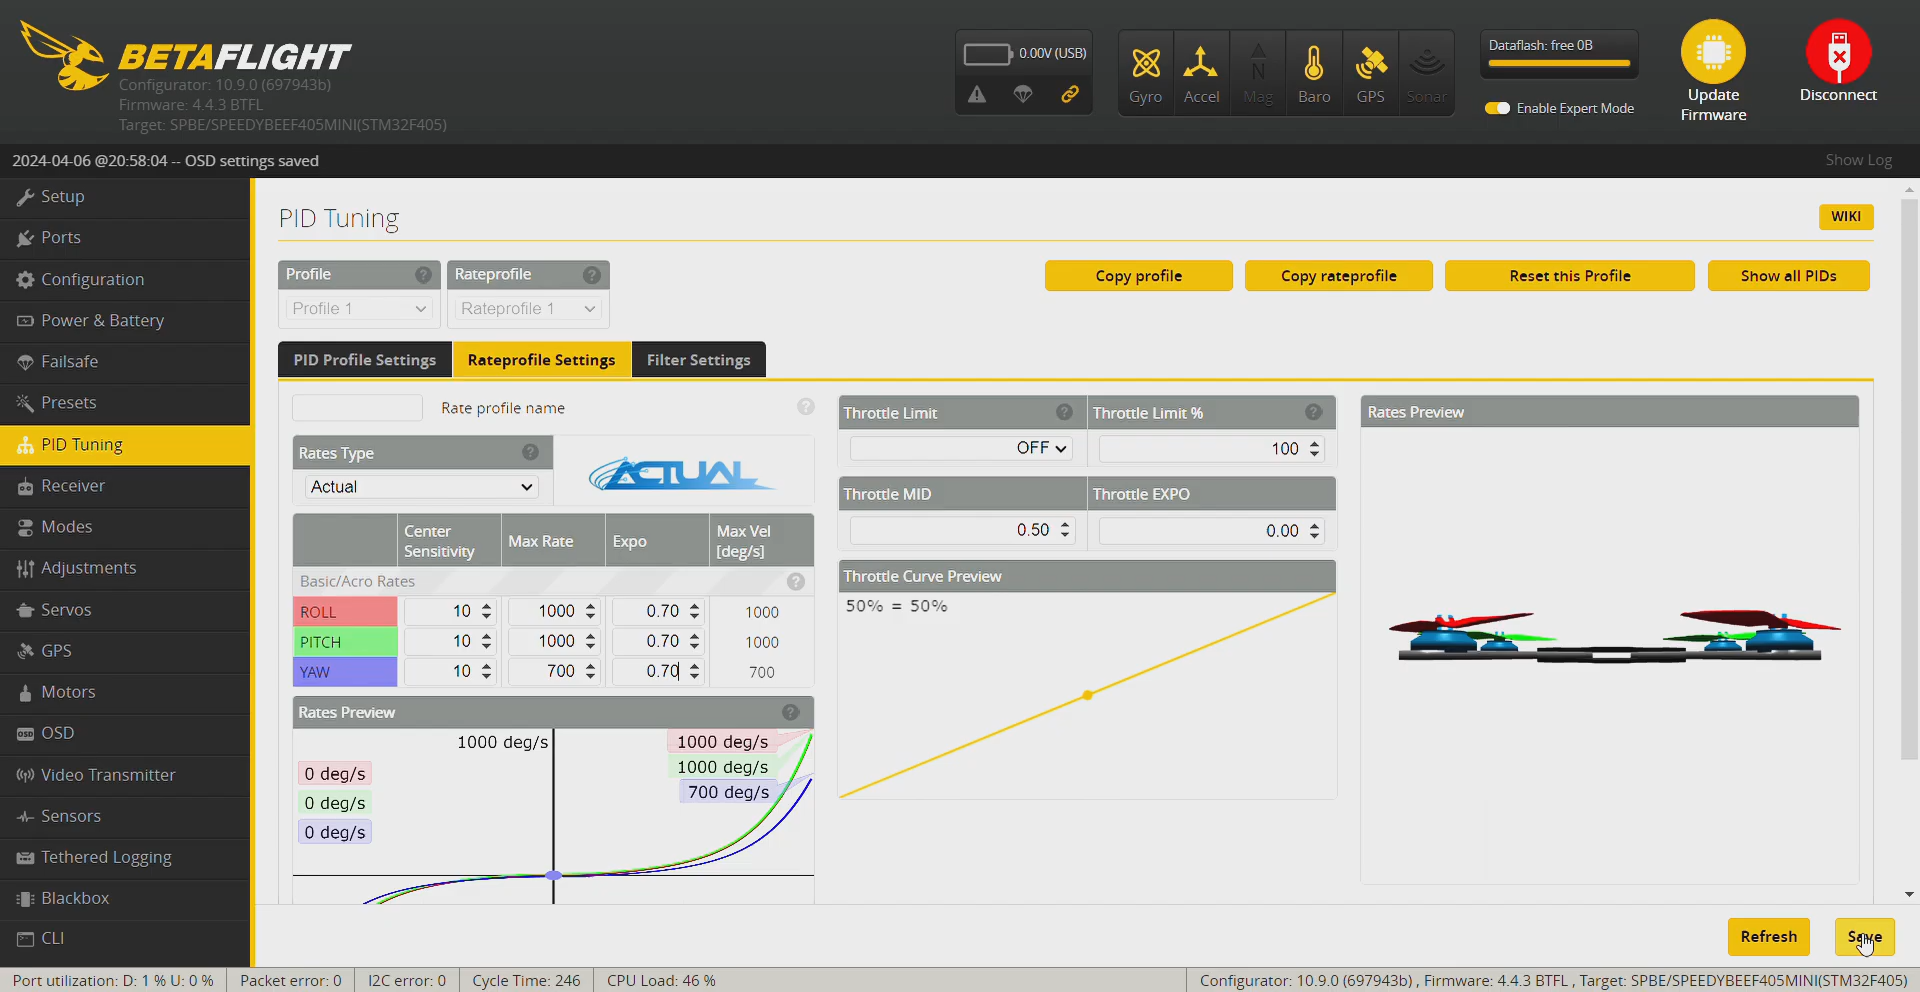 BETAFLIGHT
Configurator: 10.9.0 (697943b)
Firmware: 4.4.3 BTFL
Target: SPBE/SPEEDYBEEF405MINI(STM32F405)
0.00V (USB)
Gyro
Accel
N
Mag
Baro
GPS
Sonar
Dataflash: free 0B
Enable Expert Mode
Update
Firmware
Disconnect
2024-04-06 @20:58:04 -- OSD settings saved
Show Log
Setup
Ports
Configuration
Power & Battery
Failsafe
Presets
PID Tuning
Receiver
Modes
Adjustments
Servos
GPS
Motors
OSD OSD
Video Transmitter
Sensors
Tethered Logging
Blackbox
CLI
PID Tuning
WIKI
Profile ?
Rateprofile ?
Profile 1
Rateprofile 1
Copy profile
Copy rateprofile
Reset this Profile
Show all PIDs
PID Profile Settings
Rateprofile Settings
Filter Settings
Rate profile name ?
Rates Type ?
Actual
ACTUAL
Center
Sensitivity
Max Rate
Expo
Max Vel
[deg/s]
Basic/Acro Rates ?
ROLL 10 1000 0.70 1000
PITCH 10 1000 0.70 1000
YAW 10 700 0.70 700
Rates Preview ?
1000 deg/s
1000 deg/s
1000 deg/s
700 deg/s
0 deg/s
0 deg/s
0 deg/s
Throttle Limit ?
Throttle Limit % ?
OFF
100
Throttle MID
Throttle EXPO
0.50
0.00
Throttle Curve Preview
50% = 50%
Rates Preview
Refresh
Save
Port utilization: D: 1 % U: 0 %
Packet error: 0
I2C error: 0
Cycle Time: 246
CPU Load: 46 %
Configurator: 10.9.0 (697943b) , Firmware: 4.4.3 BTFL , Target: SPBE/SPEEDYBEEF405MINI(STM32F405)